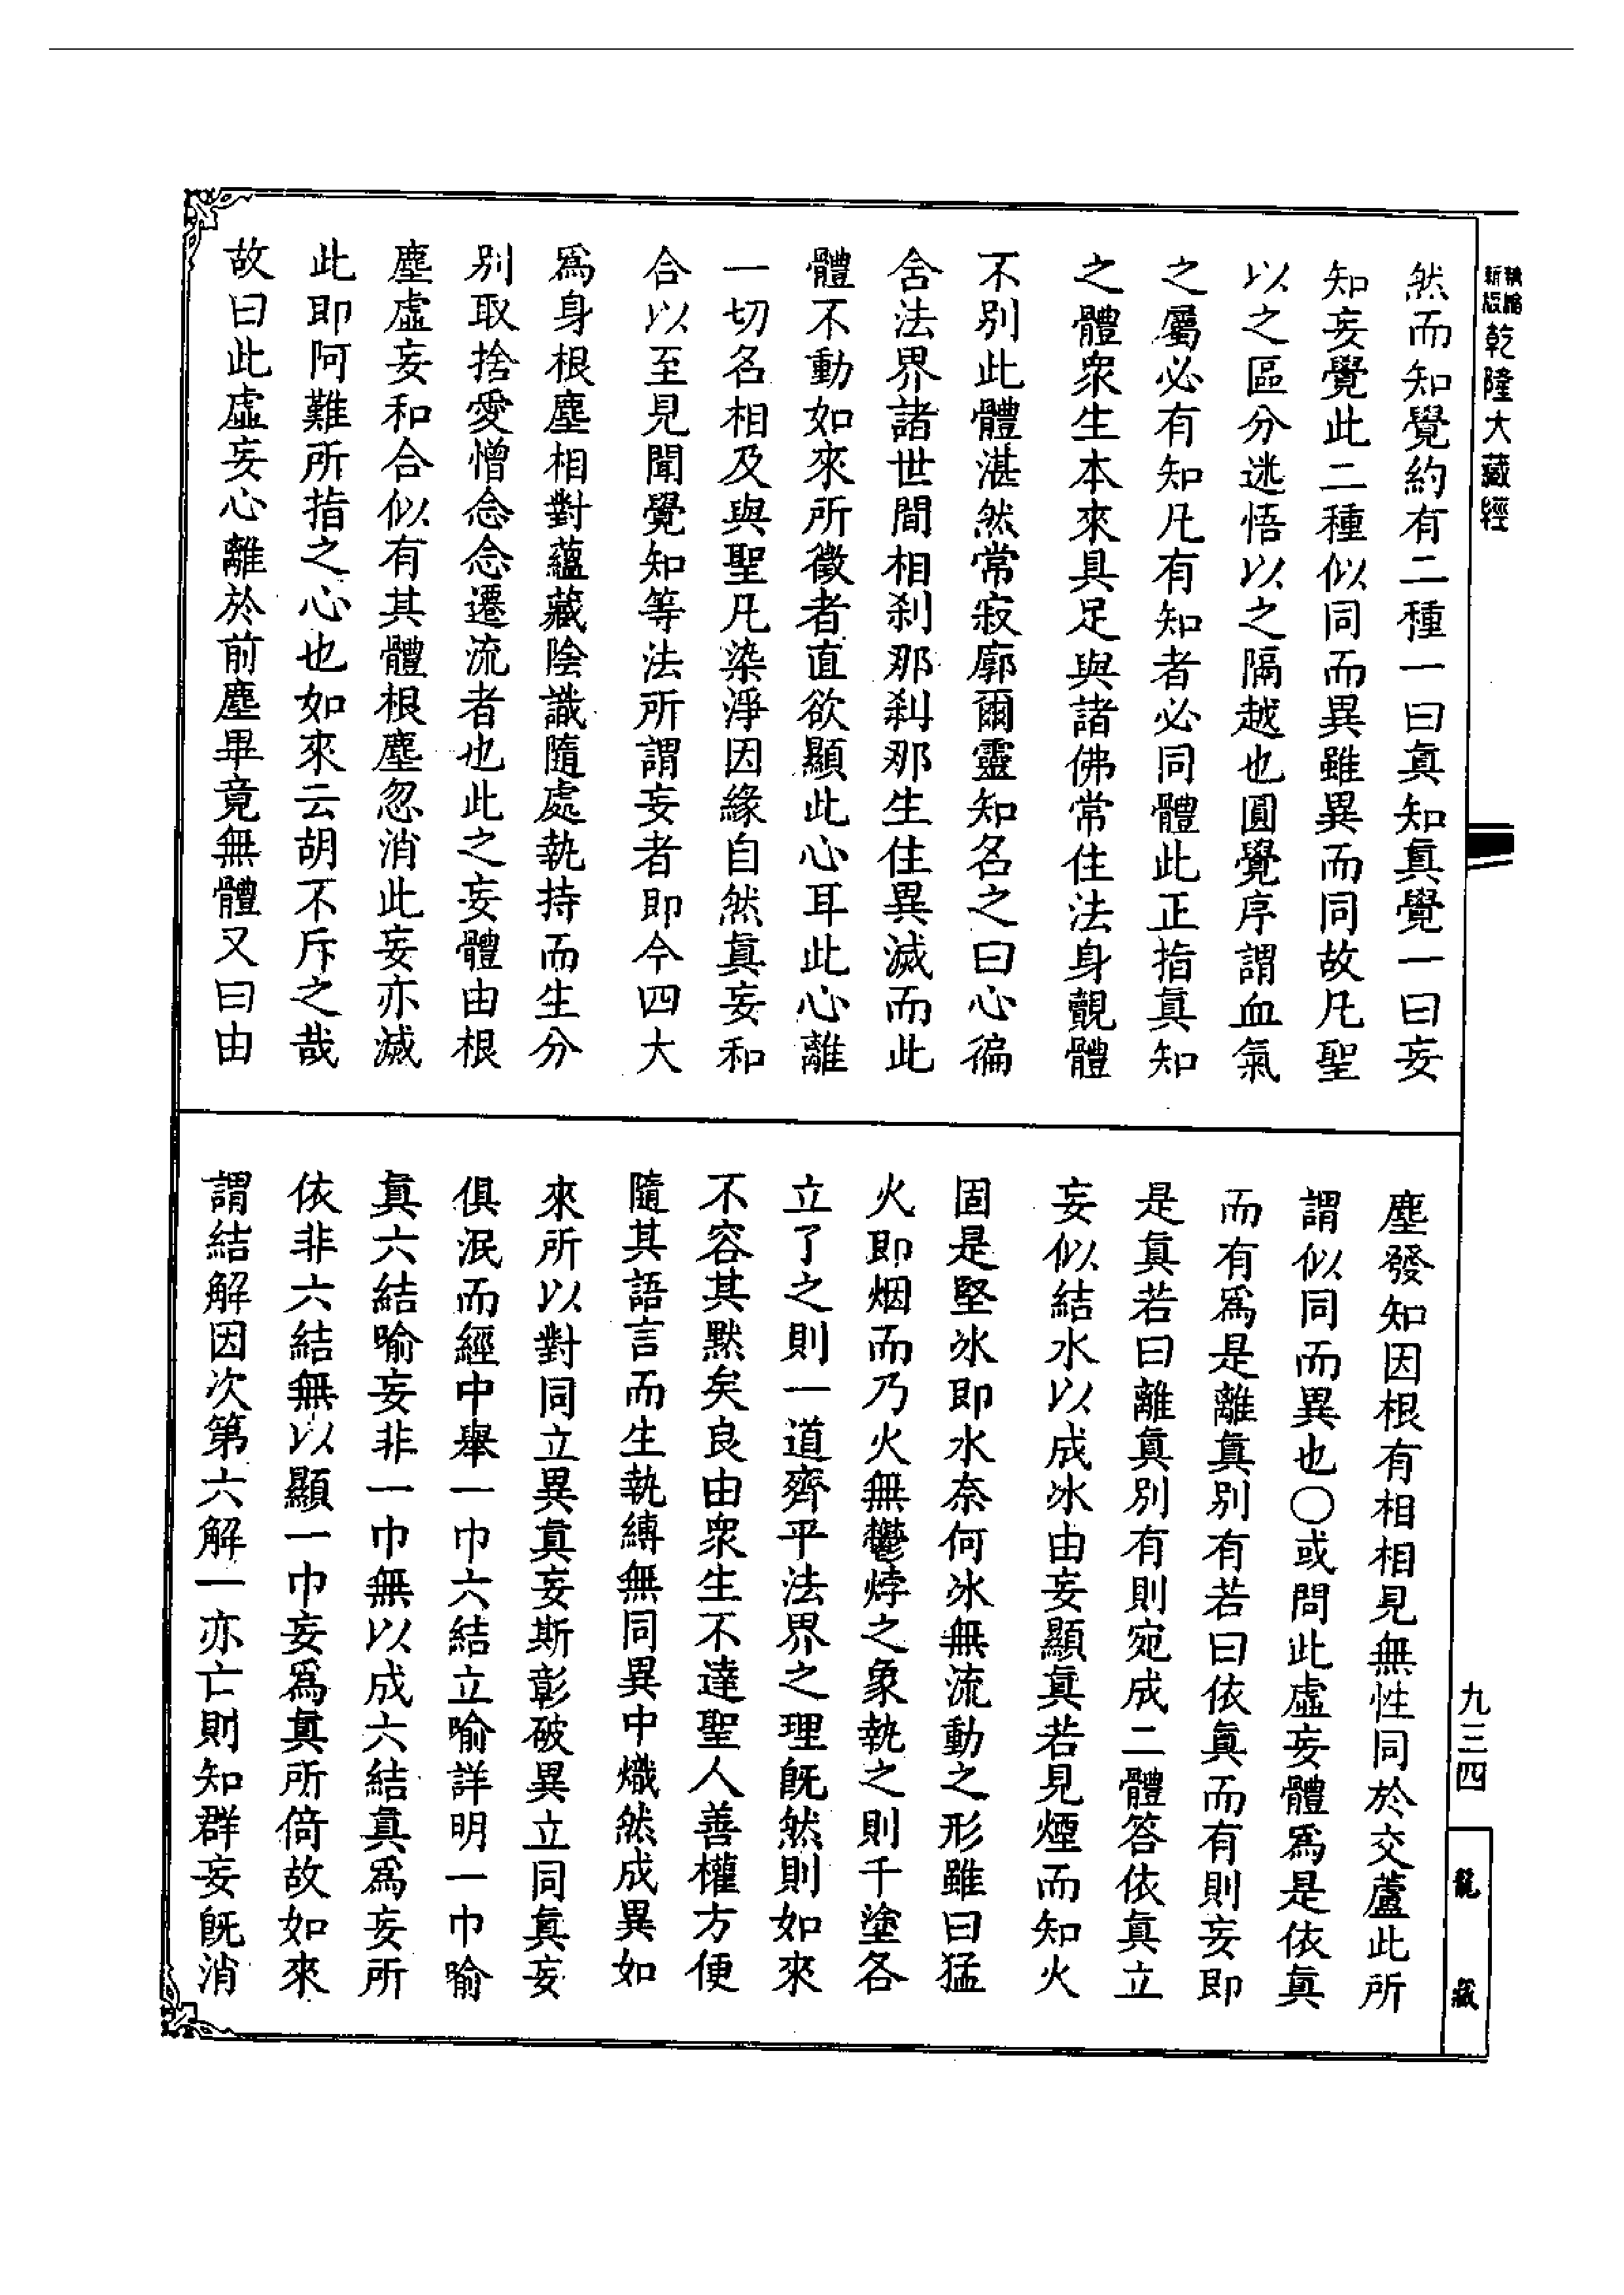 新版精縮乾隆大藏經
然而知覺約有二種一曰真知真覺一曰妄
知妄覺此二種似同而異雖異而同故凡聖
以之區分迷悟以之隔越也圓覺序謂血氣
之屬必有知凡有知者必同體此正指真知
之體衆生本來具足與諸佛常住法身覿體
不別此體湛然常寂廓爾靈知名之曰心徧
含法界諸世間相剎那剎那生住異滅而此
體不動如來所徵者直欲顯此心耳此心離
一切名相及與聖凡染淨因緣自然真妄和
合以至見聞覺知等法所謂妄者即今四大
爲身根塵相對蘊藏陰識隨處執持而生分
別取捨愛憎念念遷流者也此之妄體由根
塵虛妄和合似有其體根塵忽消此妄亦滅
此即阿難所指之心也如來云胡不斥之哉
故曰此虛妄心離於前塵畢竟無體又曰由
塵發知因根有相相見無性同於交蘆此所
謂似同而異也〇或問此虛妄體爲是依真
而有爲是離真別有若曰依真而有則妄即
是真若曰離真別有則宛成二體答依真立
妄似結水以成冰由妄顯真若見煙而知火
固是堅冰即水奈何冰無流動之形雖曰猛
火即烟而乃火無鬱㶿之象執之則千塗各
立了之則一道齊平法界之理旣然則如來
不容其默矣良由衆生不達聖人善權方便
隨其語言而生執縛無同異中熾然成異如
來所以對同立異真妄斯彰破異立同真妄
俱泯而經中舉一巾六結立喻詳明一巾喻
真六結喻妄非一巾無以成六結真爲妄所
依非六結無以顯一巾妄爲真所倚故如來
謂結解因次第六解一亦亡則知群妄旣消
九三四
龍藏